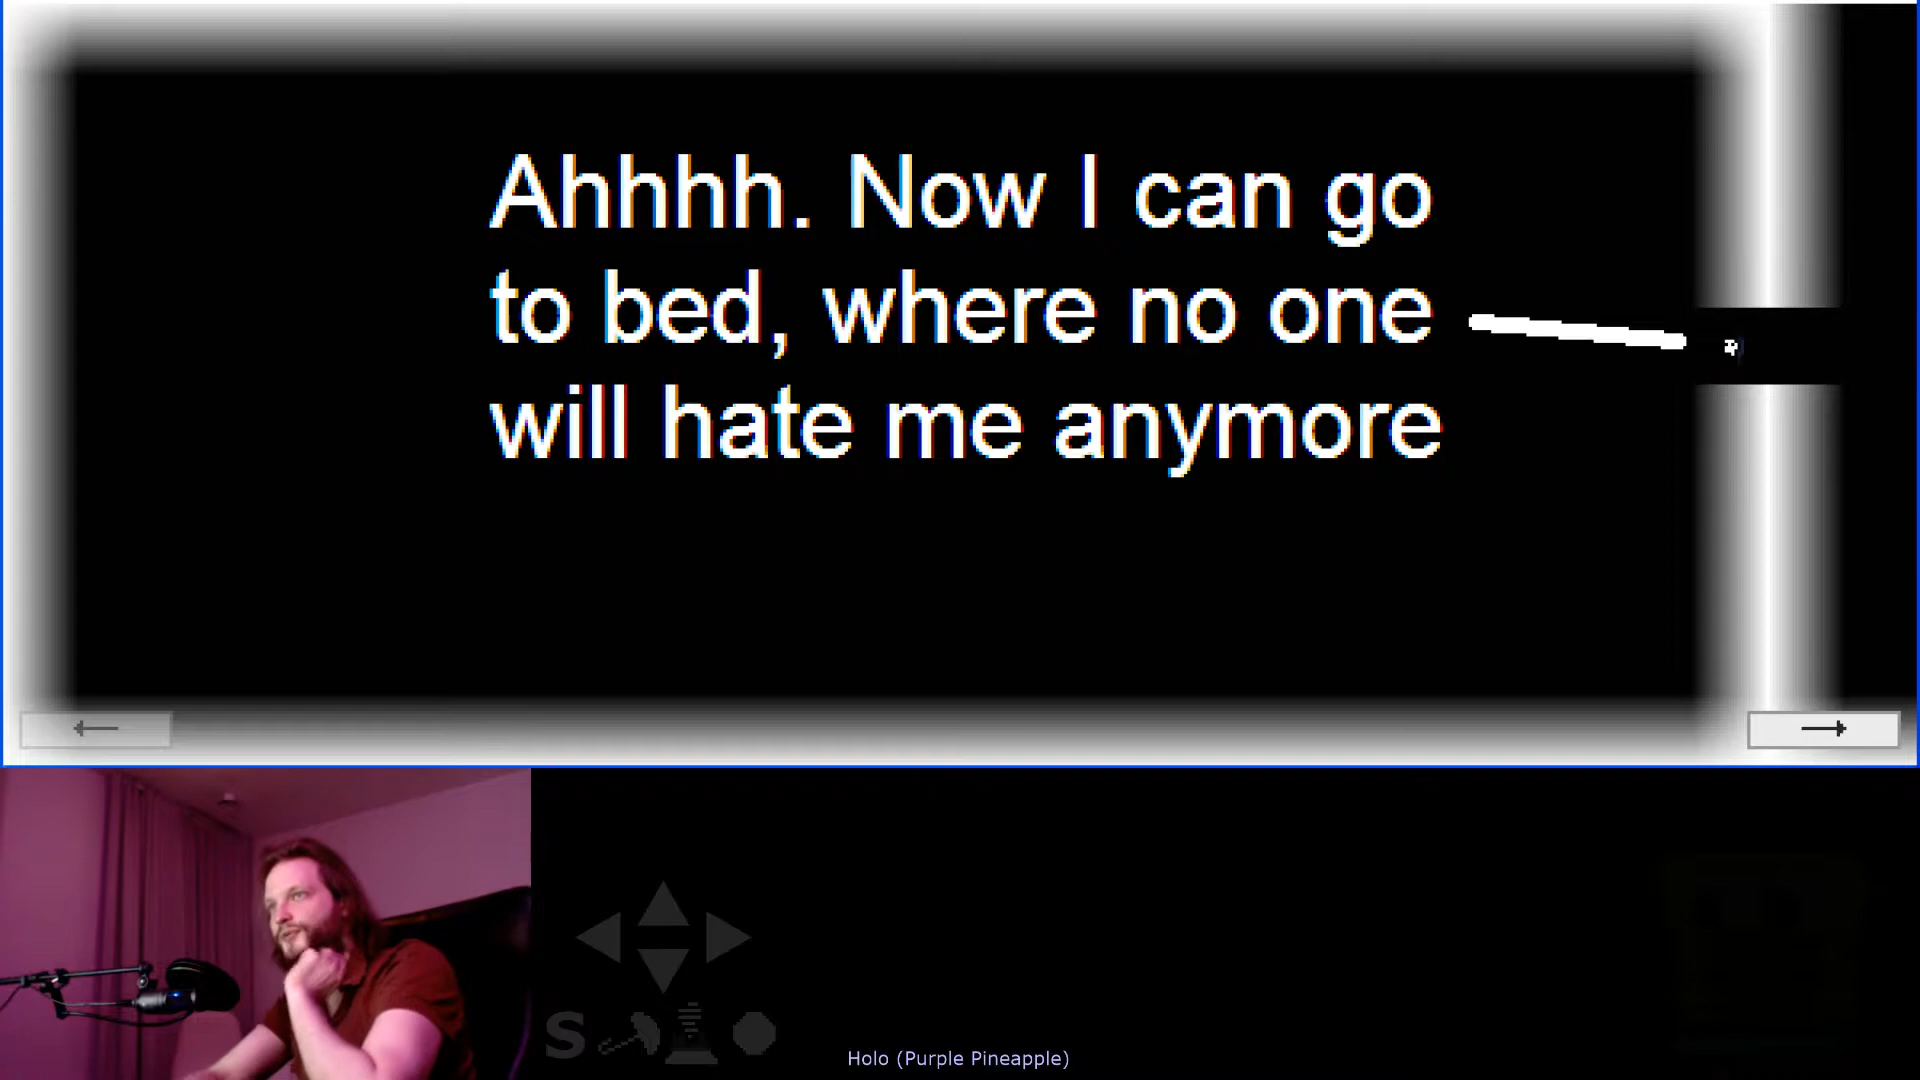 Ahhhh. Now I can go
to bed, where no one
will hate me anymore
S
Holo (Purple Pineapple)